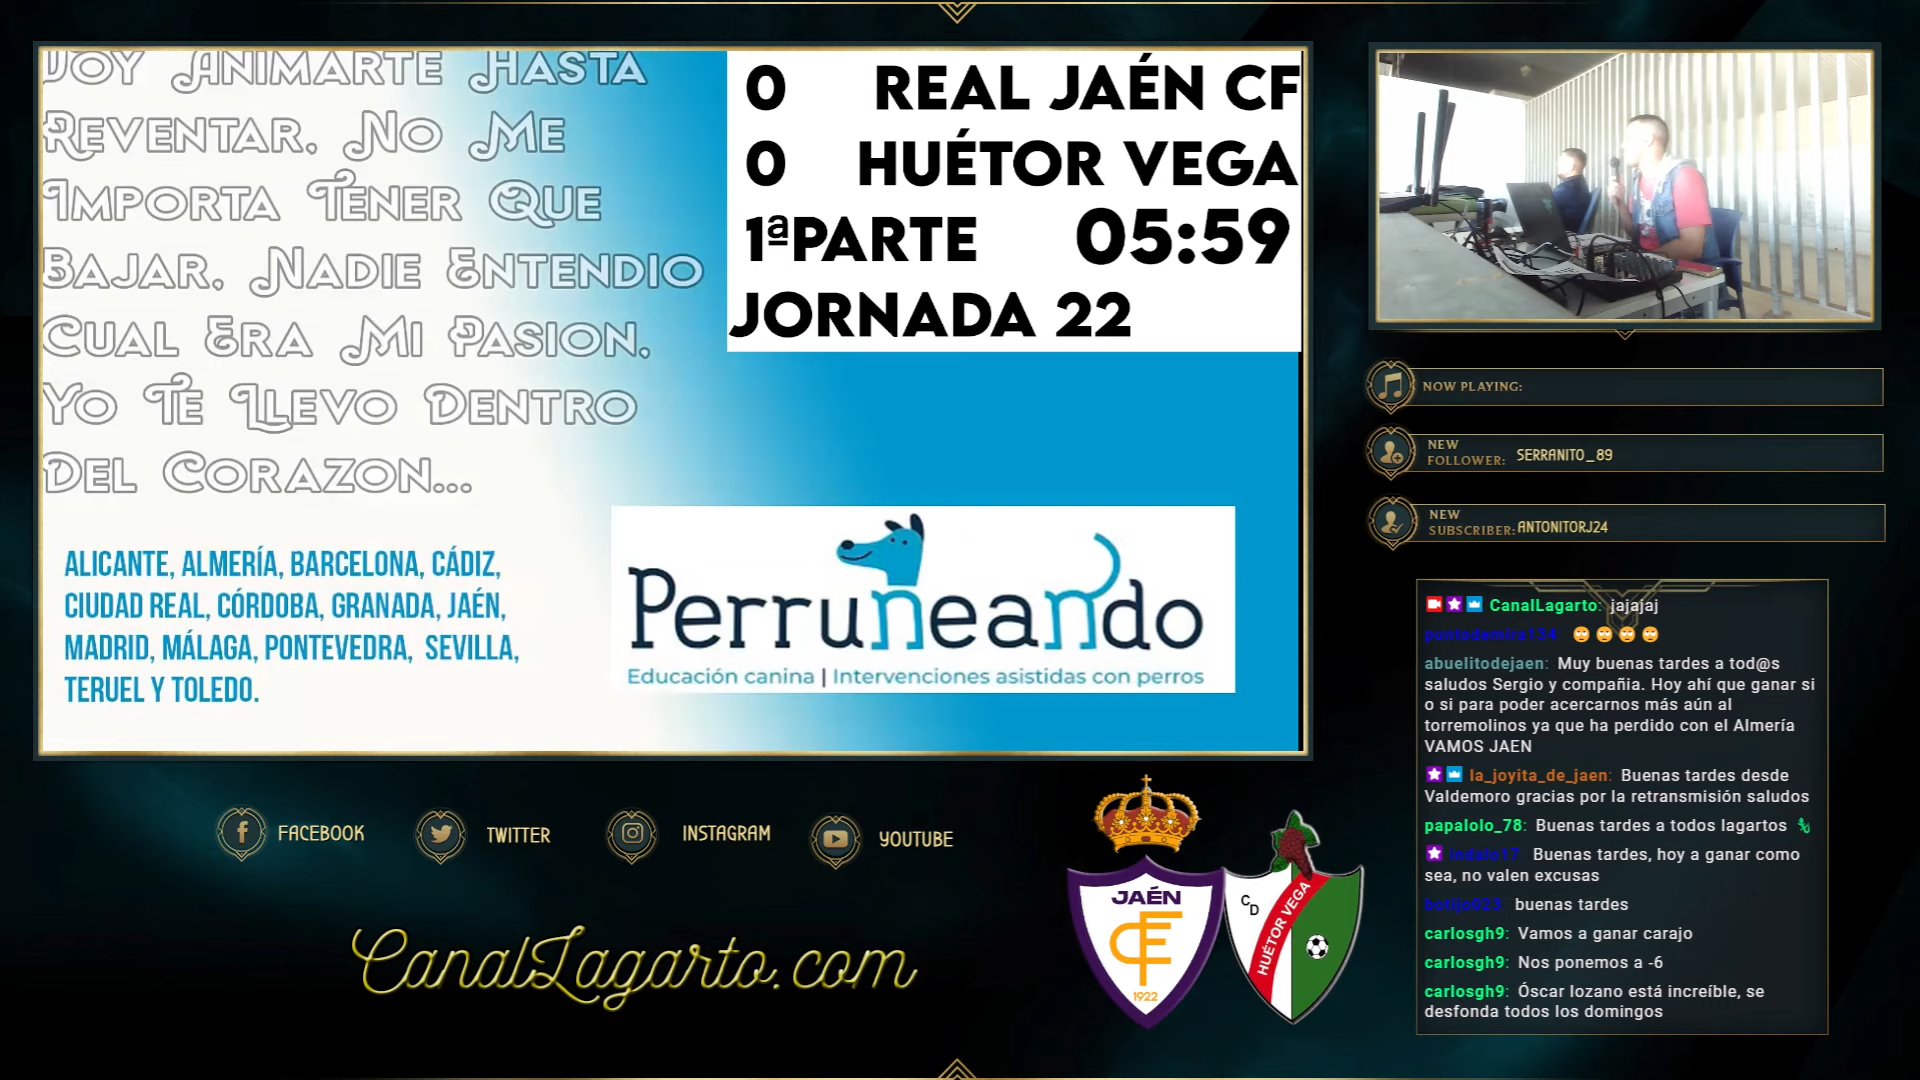 VOY ANIMARTE HASTA
REVENTAR. NO ME
IMPORTA TENER QUE
BAJAR. NADIE ENTENDIO
CUAL ERA MI PASION.
YO TE LLEVO DENTRO
DEL CORAZON...
ALICANTE, ALMERÍA, BARCELONA, CÁDIZ,
CIUDAD REAL, CÓRDOBA, GRANADA, JAÉN,
MADRID, MÁLAGA, PONTEVEDRA, SEVILLA,
TERUEL Y TOLEDO.
0 REAL JAÉN CF
0 HUÉTOR VEGA
1ªPARTE 05:59
JORNADA 22
Perruneando
Educación canina | Intervenciones asistidas con perros
NOW PLAYING:
NEW
FOLLOWER: SERRANITO_89
NEW
SUBSCRIBER: ANTONITORJ24
CanalLagarto: jajajaj
puntodemira134: 🙄 🙄 🙄 🙄
abuelitodejaen: Muy buenas tardes a tod@s
saludos Sergio y compañia. Hoy ahí que ganar si
o si para poder acercarnos más aún al
torremolinos ya que ha perdido con el Almería
VAMOS JAEN
la_joyita_de_jaen: Buenas tardes desde
Valdemoro gracias por la retransmisión saludos
papalolo_78: Buenas tardes a todos lagartos
indalo17: Buenas tardes, hoy a ganar como
sea, no valen excusas
botijo023: buenas tardes
carlosgh9: Vamos a ganar carajo
carlosgh9: Nos ponemos a -6
carlosgh9: Óscar lozano está increíble, se
desfonda todos los domingos
FACEBOOK
TWITTER
INSTAGRAM
YOUTUBE
CanalLagarto.com
JAÉN
CF
1922
CD
HUÉTOR VEGA